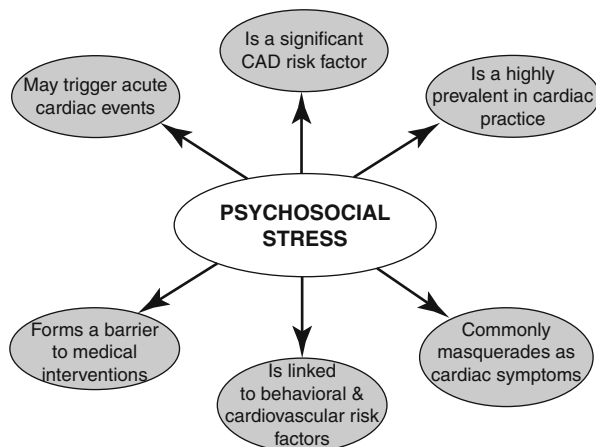 Is a significant
CAD risk factor
May trigger acute
cardiac events
Is a highly
prevalent in cardiac
practice
PSYCHOSOCIAL
STRESS
Forms a barrier
to medical
interventions
Is linked
to behavioral &
cardiovascular risk
factors
Commonly
masquerades as
cardiac symptoms